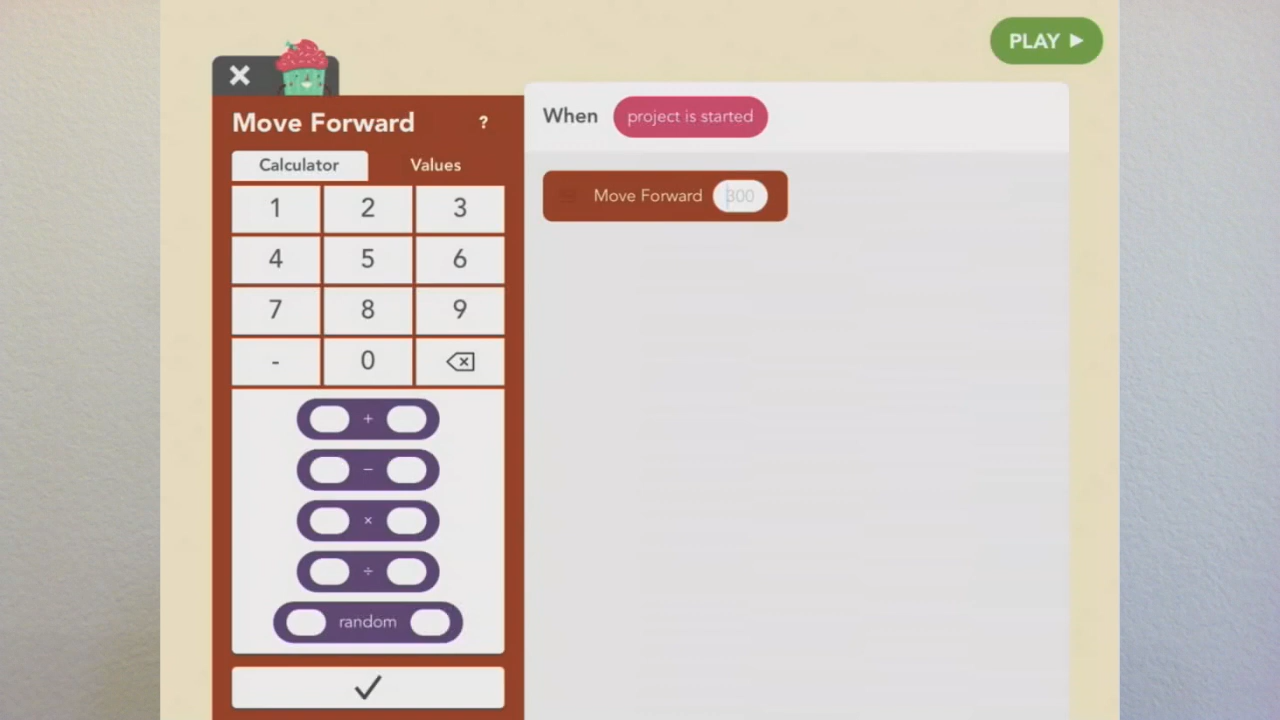 PLAY
Move Forward ?
When project is started
Calculator Values
Move Forward 300
1 2 3
4 5 6
7 8 9
- 0
+
−
×
÷
random